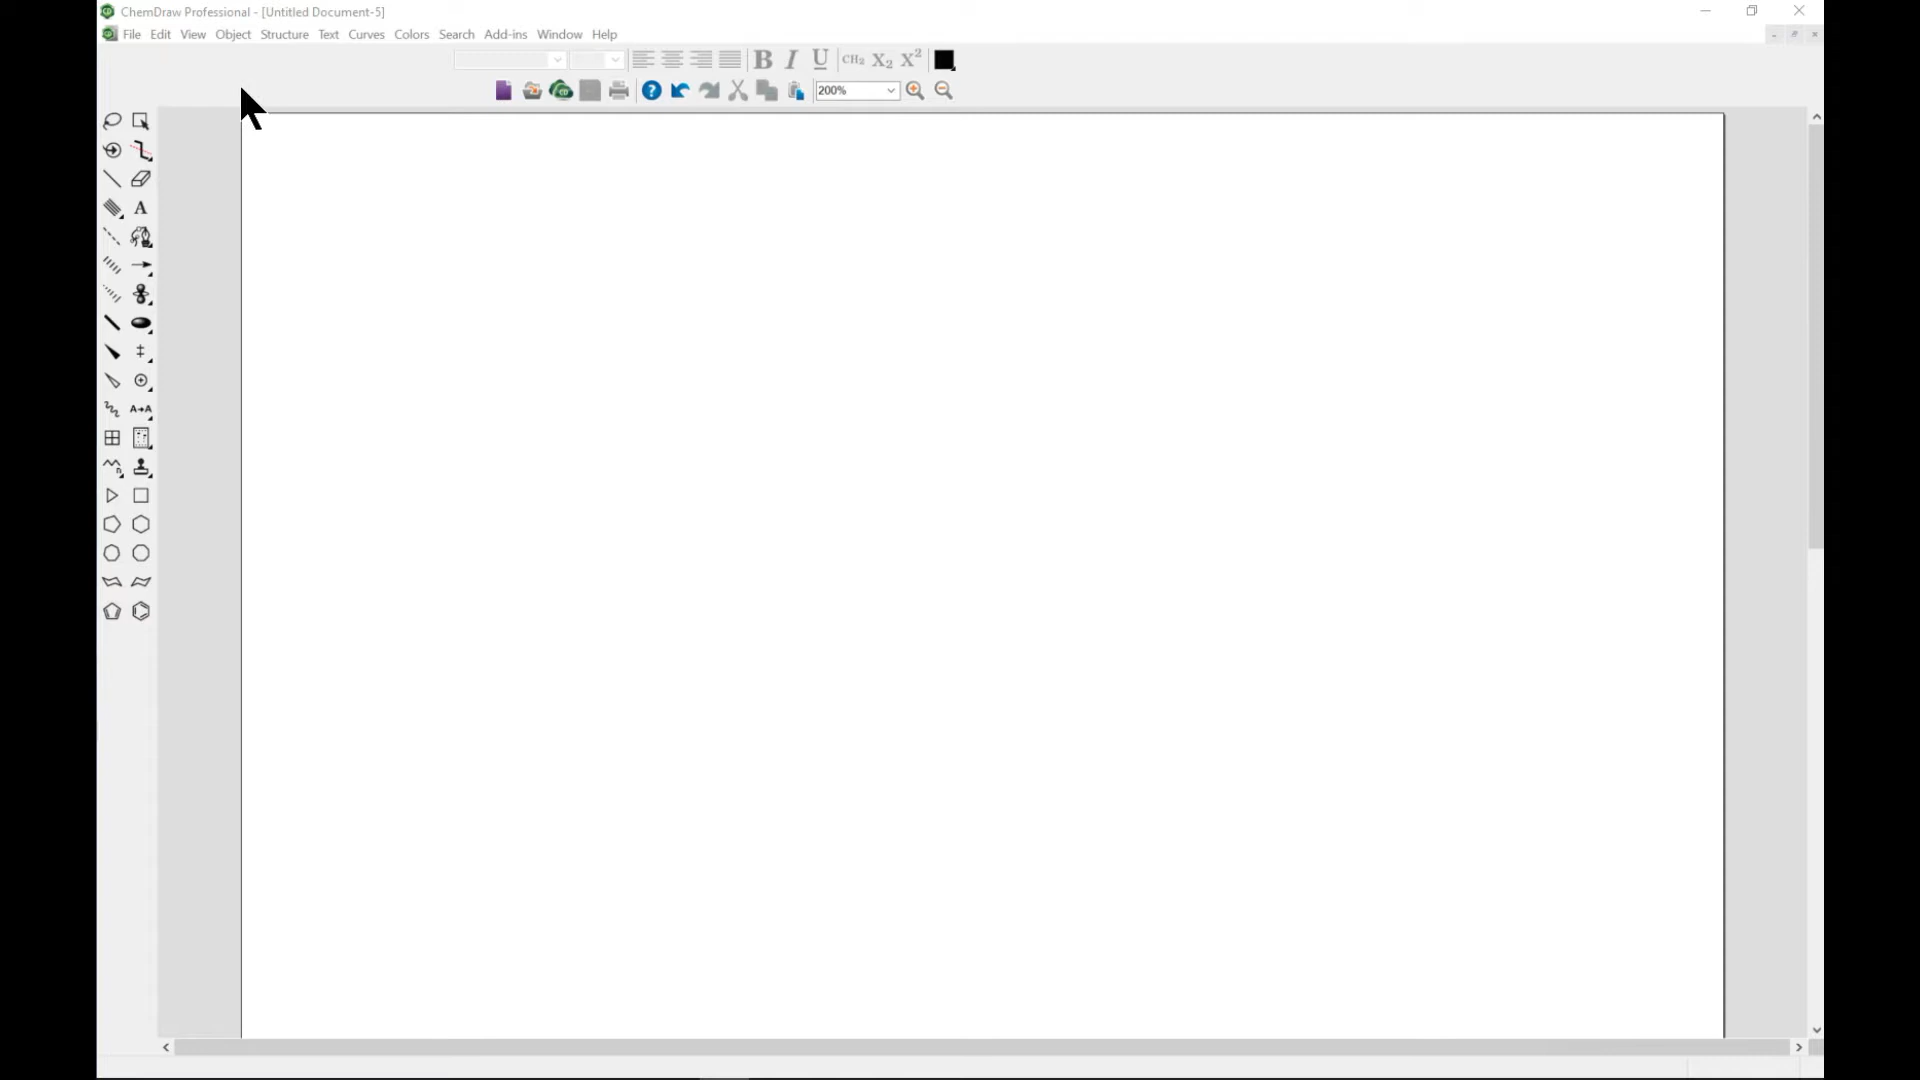 ChemDraw Professional - [Untitled Document-5]
File Edit View Object Structure Text Curves Colors Search Add-ins Window Help
B I U CH2 X2 X2
200%
A
A A